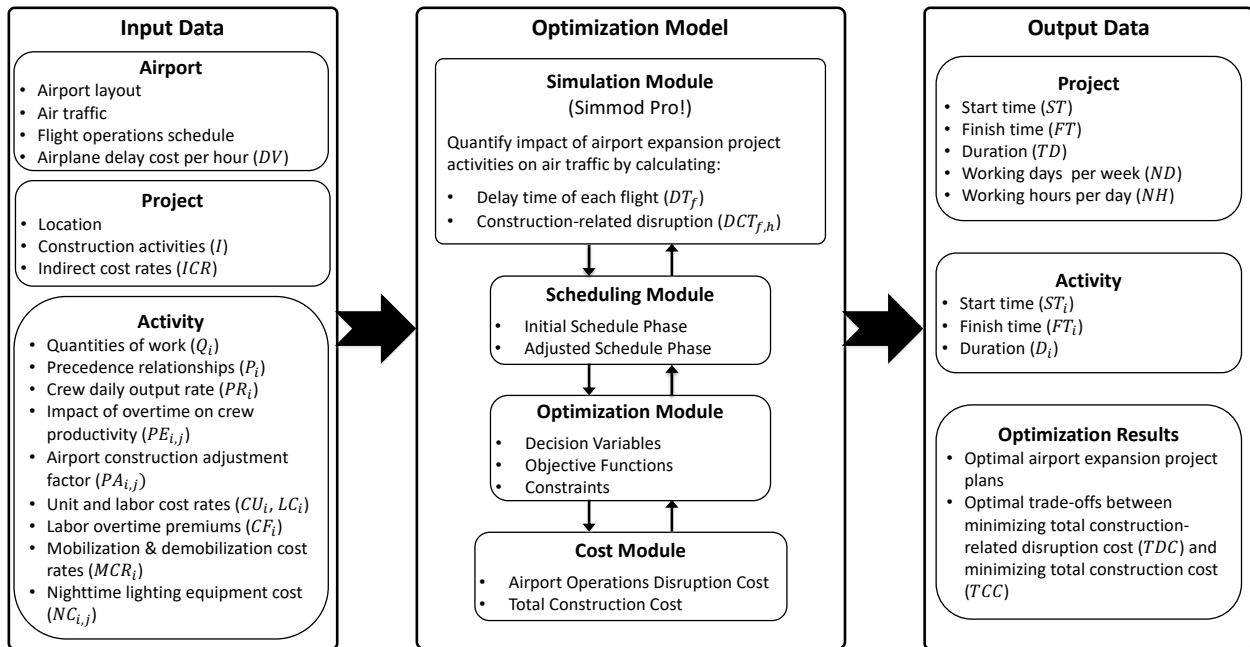 Input Data
Airport
• Airport layout
• Air traffic
• Flight operations schedule
• Airplane delay cost per hour (DV)
Project
• Location
• Construction activities (I)
• Indirect cost rates (ICR)
Activity
• Quantities of work (Q_i)
• Precedence relationships (P_i)
• Crew daily output rate (PR_i)
• Impact of overtime on crew
productivity (PE_{i,j})
• Airport construction adjustment
factor (PA_{i,j})
• Unit and labor cost rates (CU_i, LC_i)
• Labor overtime premiums (CF_i)
• Mobilization & demobilization cost
rates (MCR_i)
• Nighttime lighting equipment cost
(NC_{i,j})
Optimization Model
Simulation Module
(Simmod Pro!)
Quantify impact of airport expansion project
activities on air traffic by calculating:
• Delay time of each flight (DT_f)
• Construction-related disruption (DCT_{f,h})
Scheduling Module
• Initial Schedule Phase
• Adjusted Schedule Phase
Optimization Module
• Decision Variables
• Objective Functions
• Constraints
Cost Module
• Airport Operations Disruption Cost
• Total Construction Cost
Output Data
Project
• Start time (ST)
• Finish time (FT)
• Duration (TD)
• Working days per week (ND)
• Working hours per day (NH)
Activity
• Start time (ST_i)
• Finish time (FT_i)
• Duration (D_i)
Optimization Results
• Optimal airport expansion project
plans
• Optimal trade-offs between
minimizing total construction-
related disruption cost (TDC) and
minimizing total construction cost
(TCC)